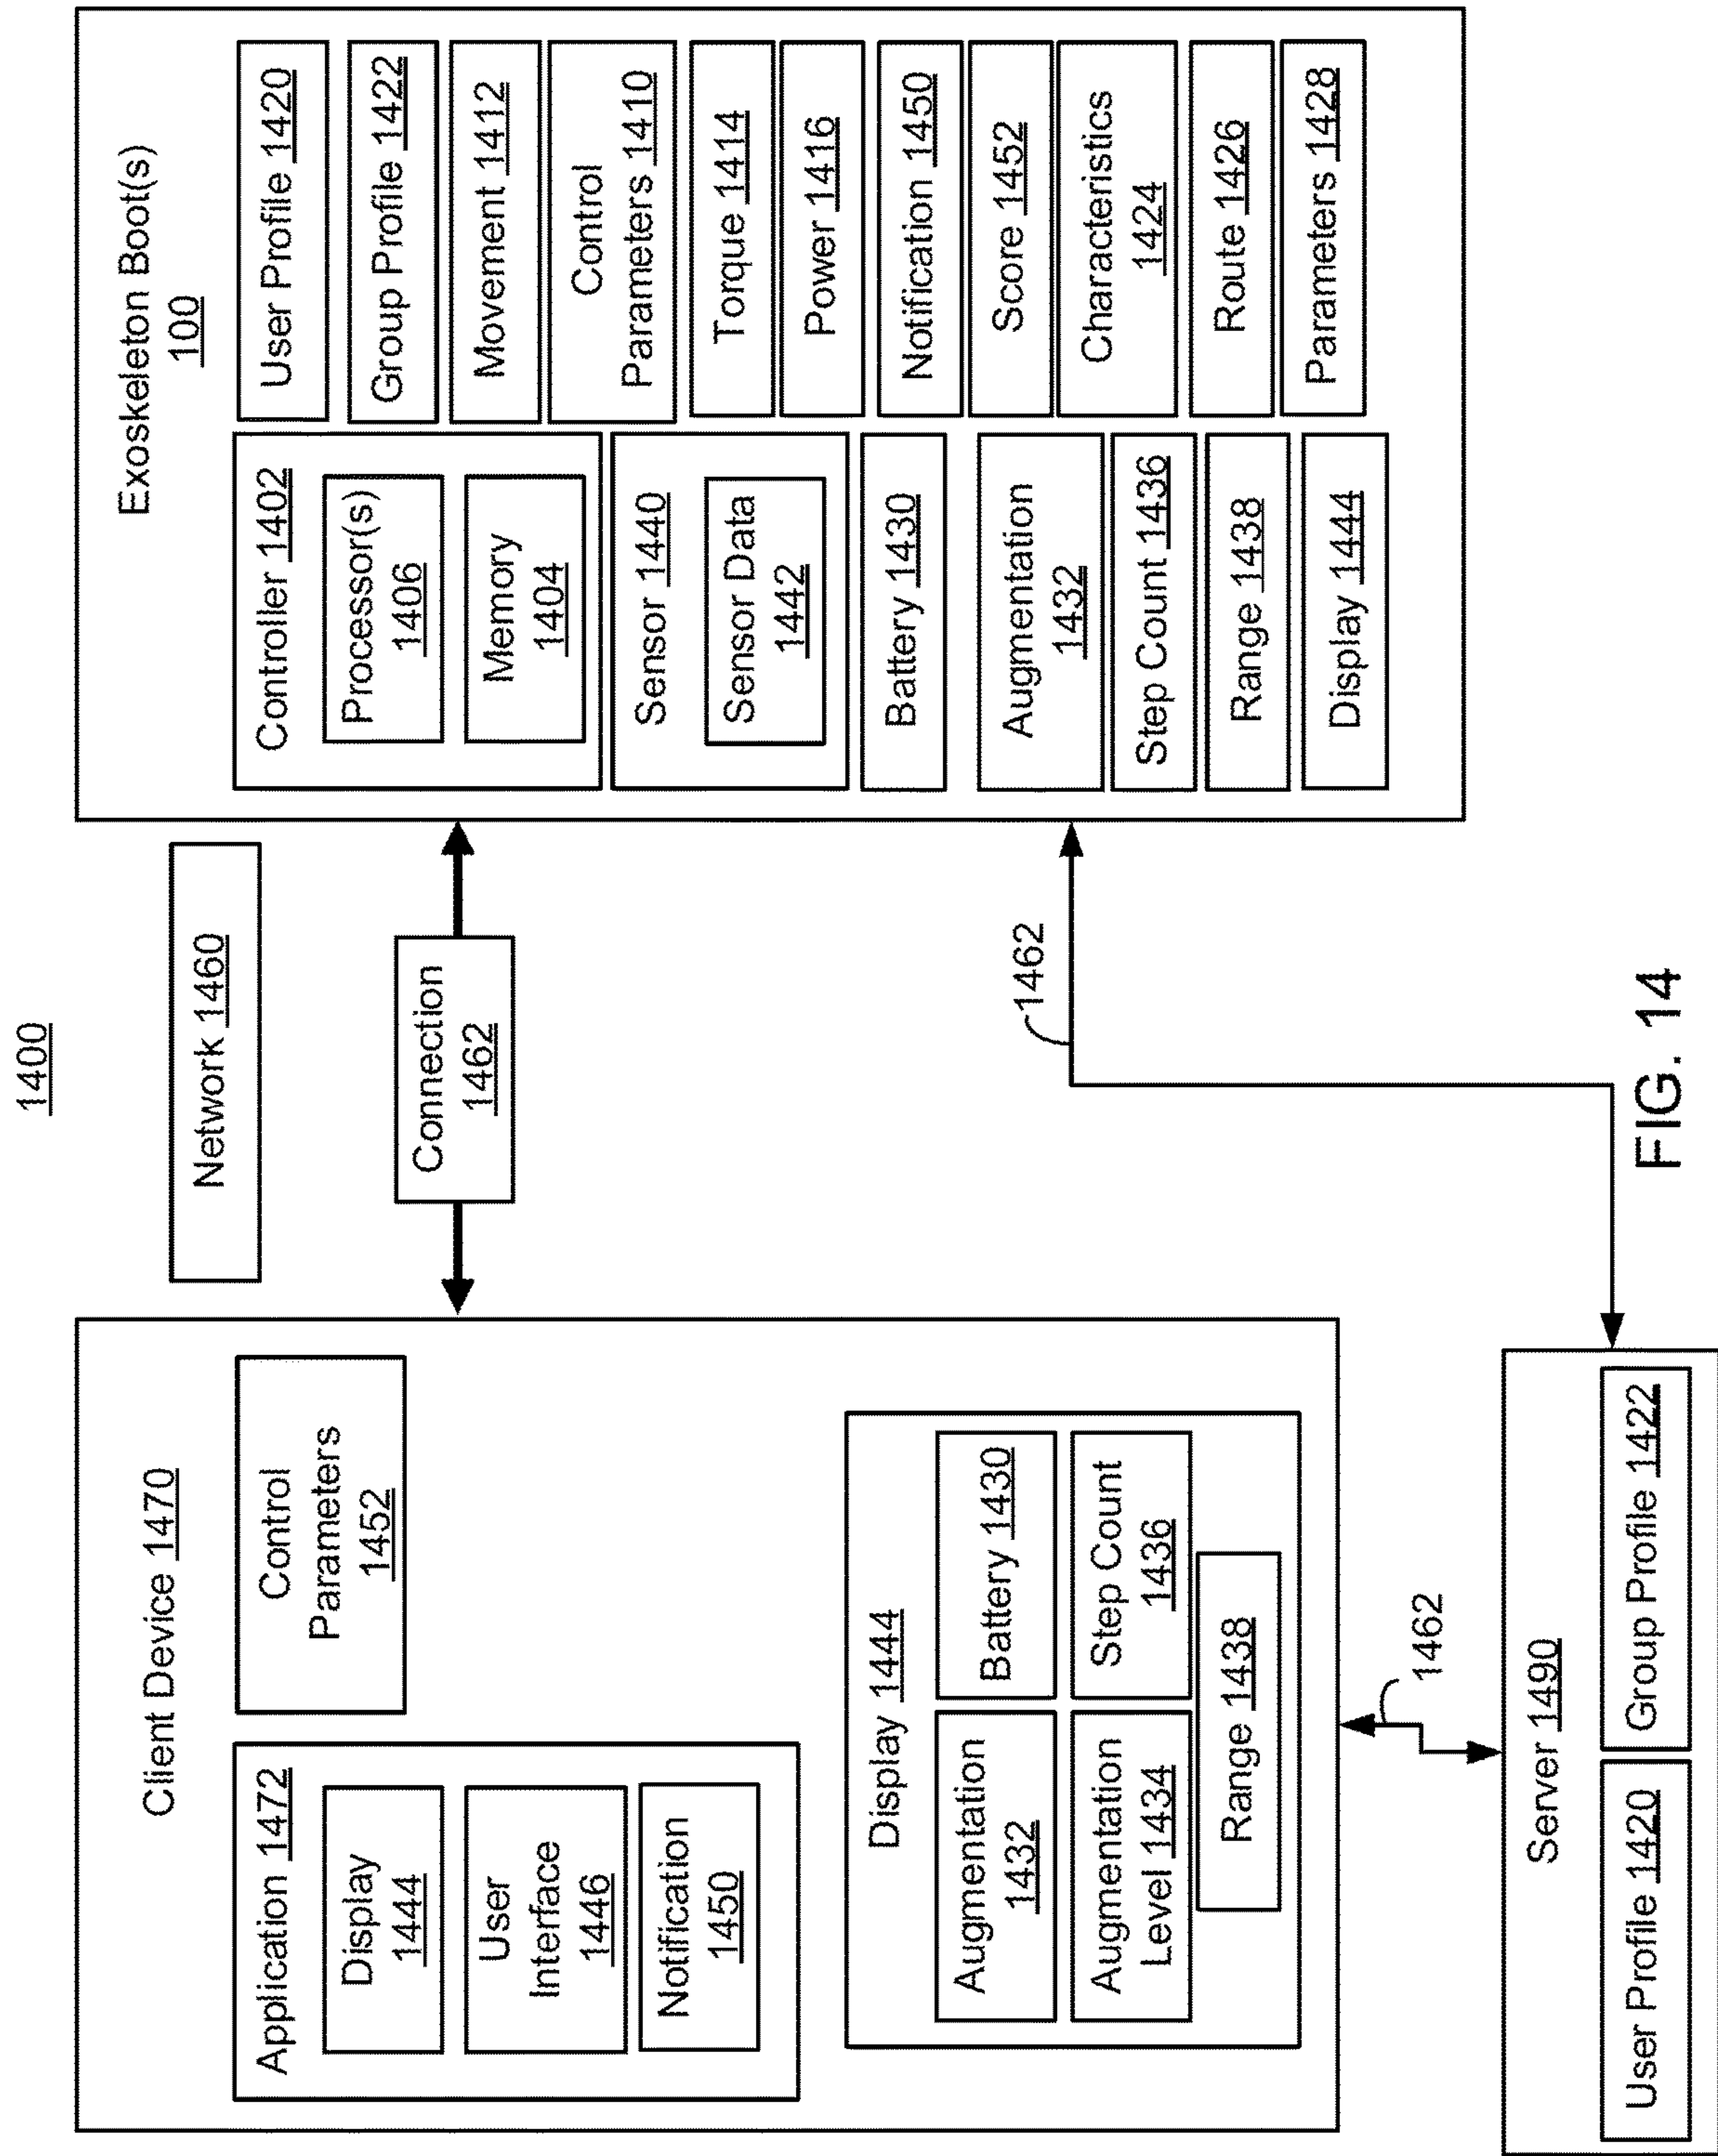 1400
Client Device 1470
Application 1472
Display
1444
User
Interface
1446
Notification
1450
Control
Parameters
1452
Display 1444
Augmentation
1432
Battery 1430
Augmentation
Level 1434
Step Count
1436
Range 1438
Network 1460
Connection
1462
Exoskeleton Boot(s)
100
Controller 1402
Processor(s)
1406
Memory
1404
Sensor 1440
Sensor Data
1442
Battery 1430
Augmentation
1432
Step Count 1436
Range 1438
Display 1444
User Profile 1420
Group Profile 1422
Movement 1412
Control
Parameters 1410
Torque 1414
Power 1416
Notification 1450
Score 1452
Characteristics
1424
Route 1426
Parameters 1428
1462
1462
Server 1490
User Profile 1420
Group Profile 1422
FIG. 14